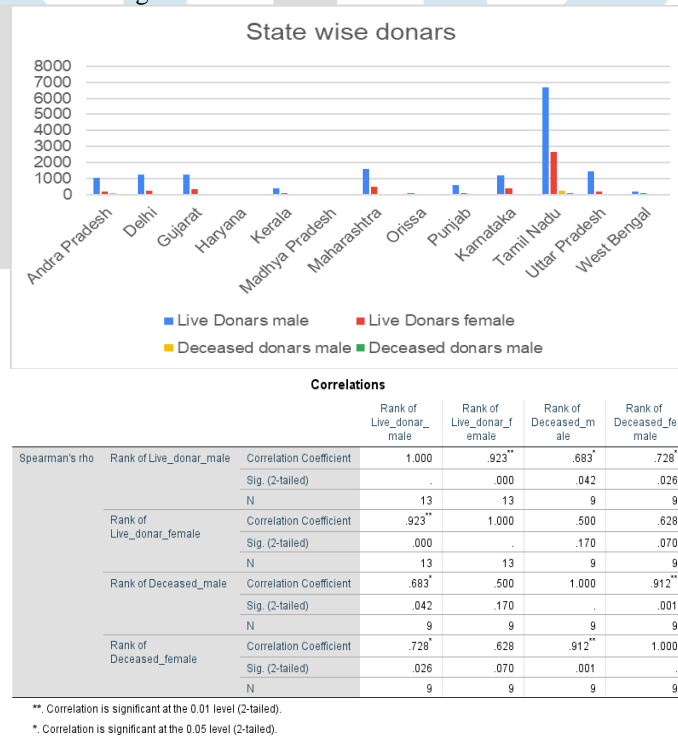 State wise donars
8000
7000
6000
5000
4000
3000
2000
1000
0
Andra Pradesh
Delhi
Gujarat
Haryana
Kerala
Madhya Pradesh
Maharashtra
Orissa
Punjab
Karnataka
Tamil Nadu
Uttar Pradesh
West Bengal
Live Donars male Live Donars female
Deceased donars male Deceased donars male
Correlations
Rank of Rank of Rank of Rank of
Live_donar_ Live_donar_f Deceased_m Deceased_fe
male emale ale male
Spearman's rho Rank of Live_donar_male Correlation Coefficient 1.000 .923** .683* .728*
Sig. (2-tailed) . .000 .042 .026
N 13 13 9 9
Rank of Live_donar_female Correlation Coefficient .923** 1.000 .500 .628
Sig. (2-tailed) .000 . .170 .070
N 13 13 9 9
Rank of Deceased_male Correlation Coefficient .683* .500 1.000 .912**
Sig. (2-tailed) .042 .170 . .001
N 9 9 9 9
Rank of Deceased_female Correlation Coefficient .728* .628 .912** 1.000
Sig. (2-tailed) .026 .070 .001 .
N 9 9 9 9
**. Correlation is significant at the 0.01 level (2-tailed).
*. Correlation is significant at the 0.05 level (2-tailed).